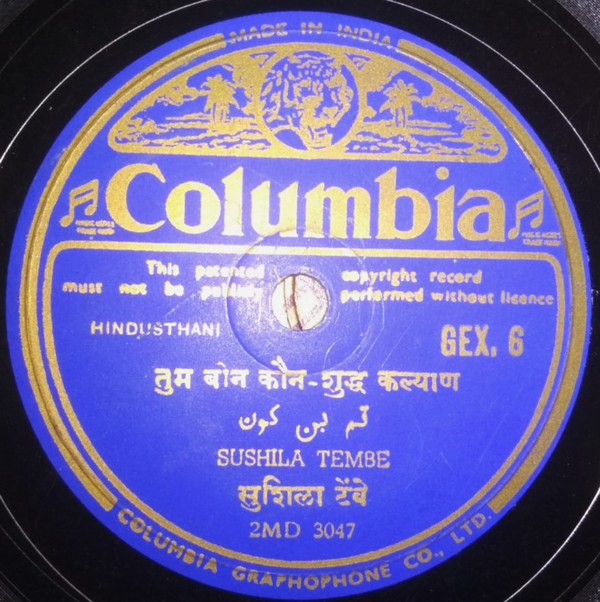 MADE IN INDIA
Columbia
This patented copyright record
must not be publicly performed without licence
HINDUSTHANI
GEX. 6
तुम बोन कौन-शुद्ध कल्याण
تم بن کون
SUSHILA TEMBE
सुशिला टेंबे
2MD 3047
COLUMBIA GRAPHOPHONE CO., LTD.